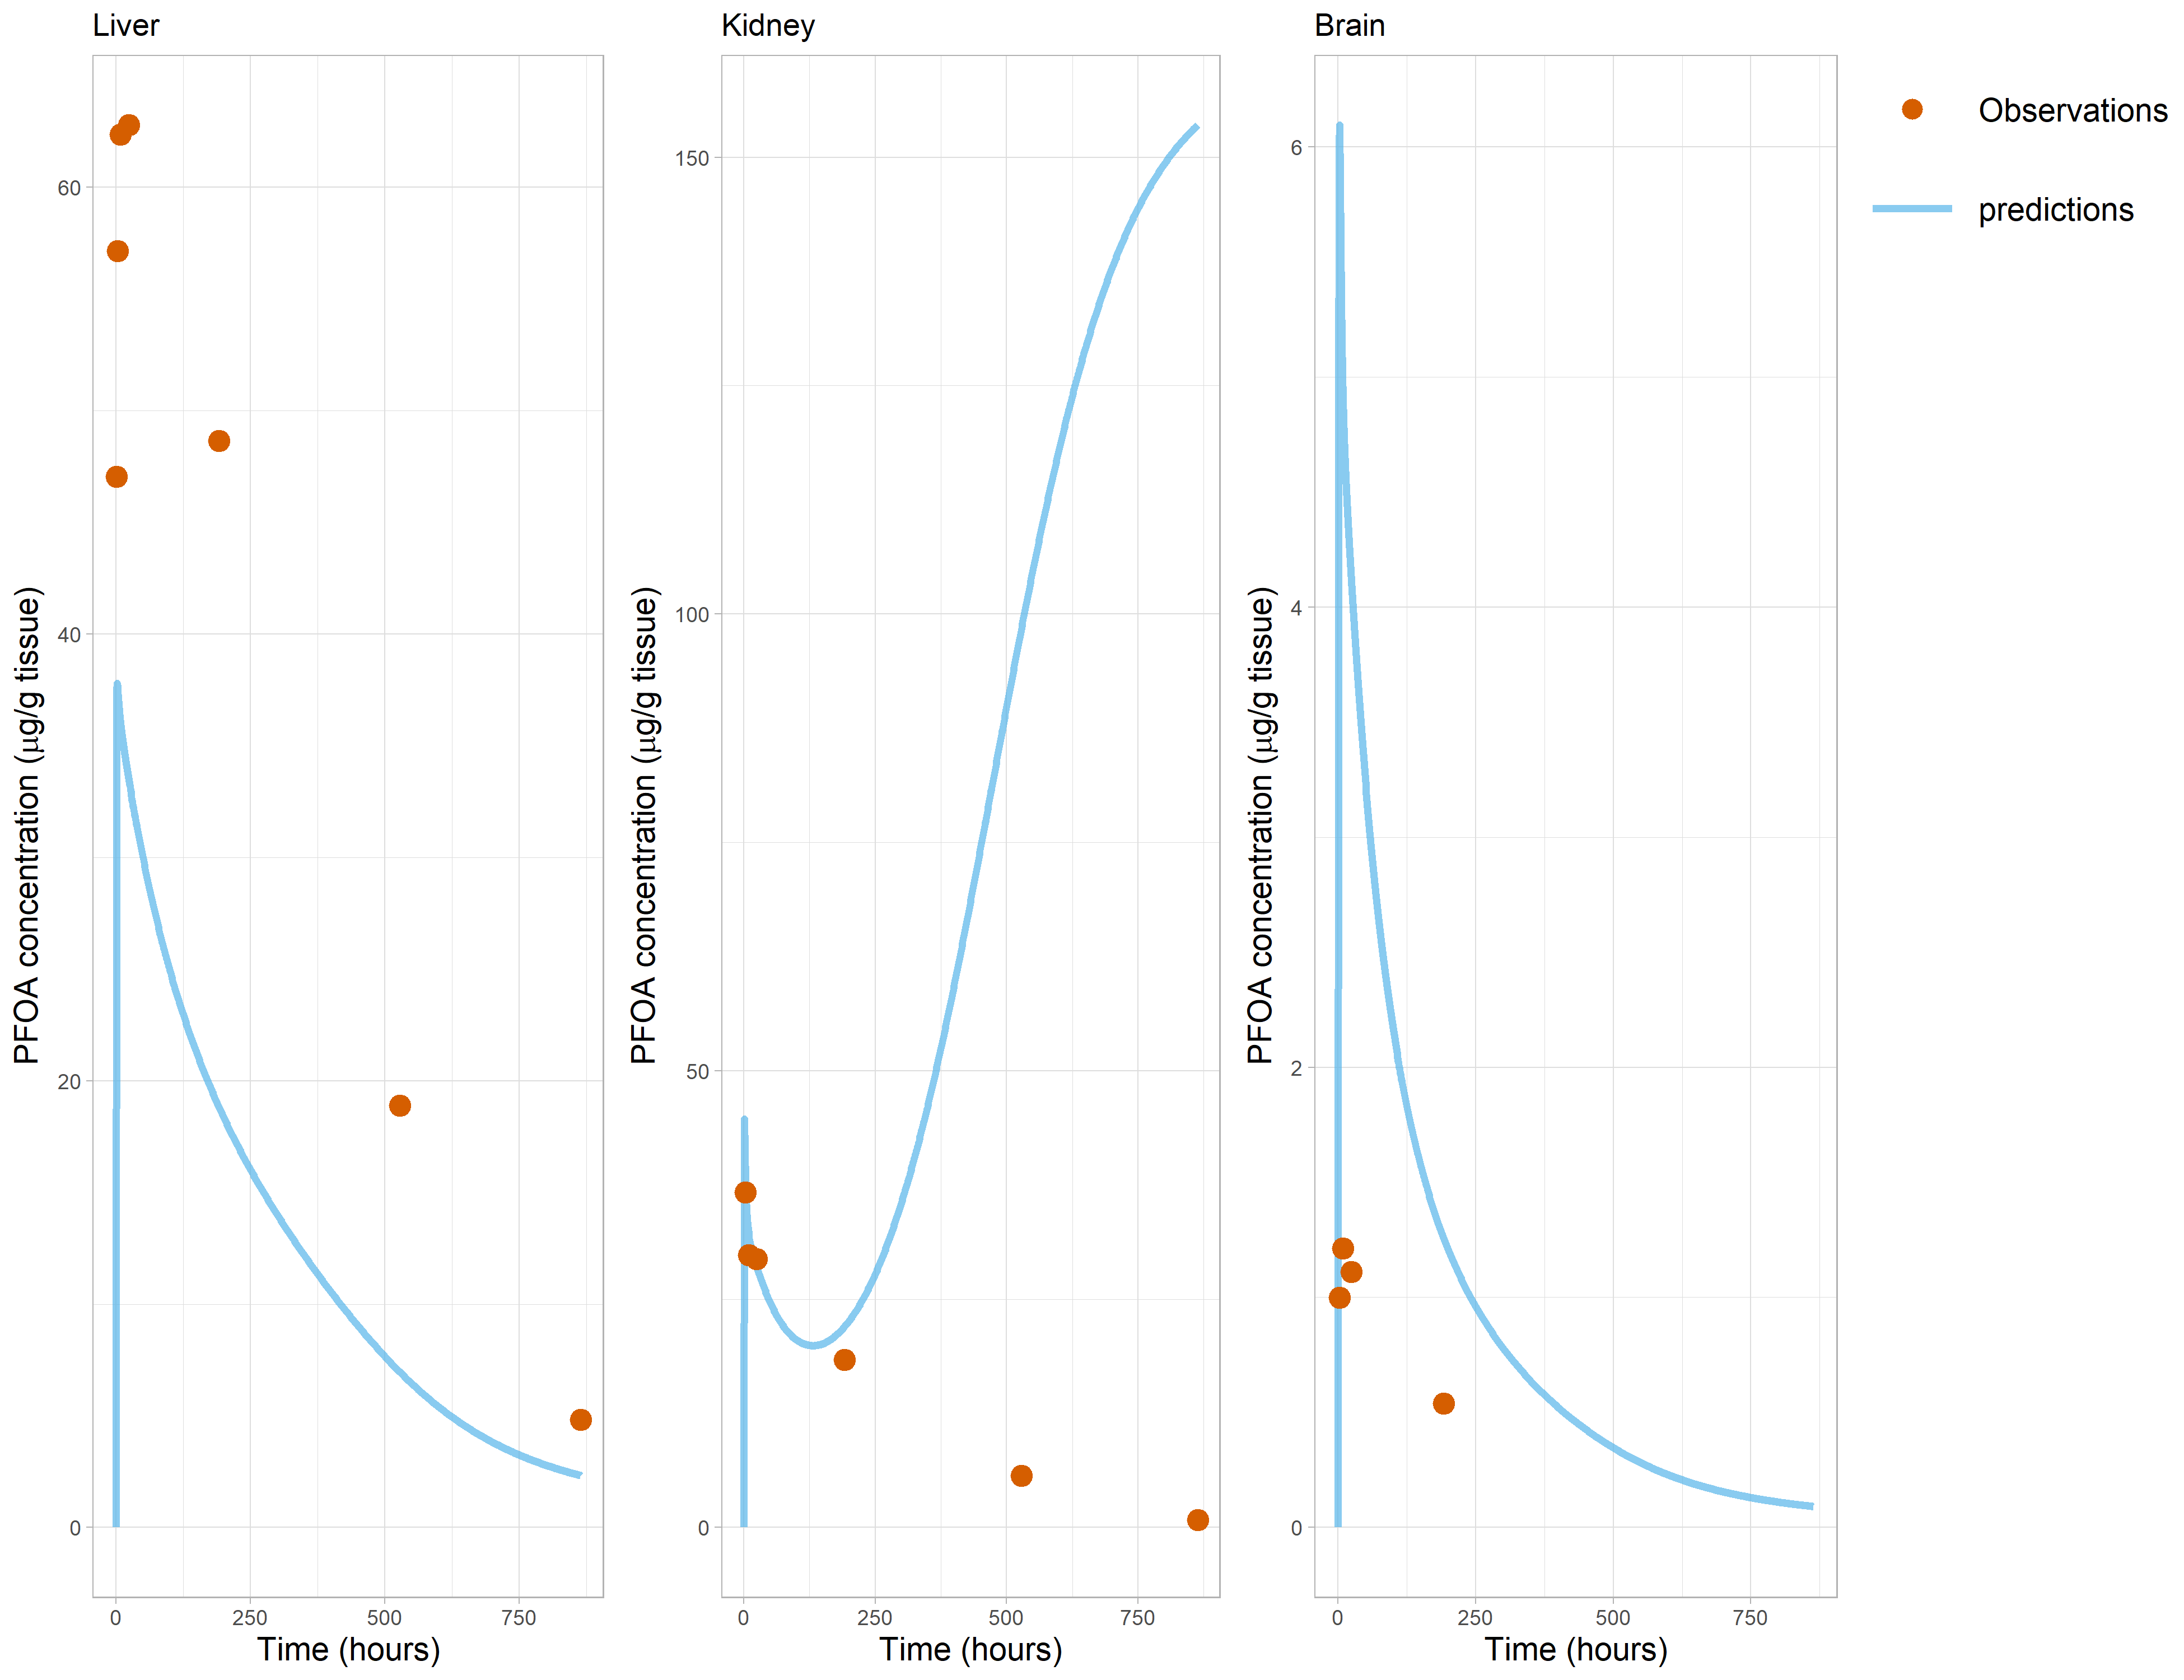 Liver
Kidney
Brain
PFOA concentration (μg/g tissue)
60
40
20
0
0 250 500 750
Time (hours)
PFOA concentration (μg/g tissue)
150
100
50
0
0 250 500 750
Time (hours)
PFOA concentration (μg/g tissue)
6
4
2
0
0 250 500 750
Time (hours)
Observations
predictions